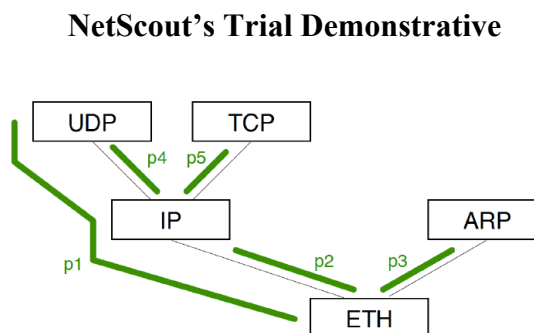 NetScout’s Trial Demonstrative
UDP TCP
p4 p5
IP ARP
p1 p2 p3
ETH